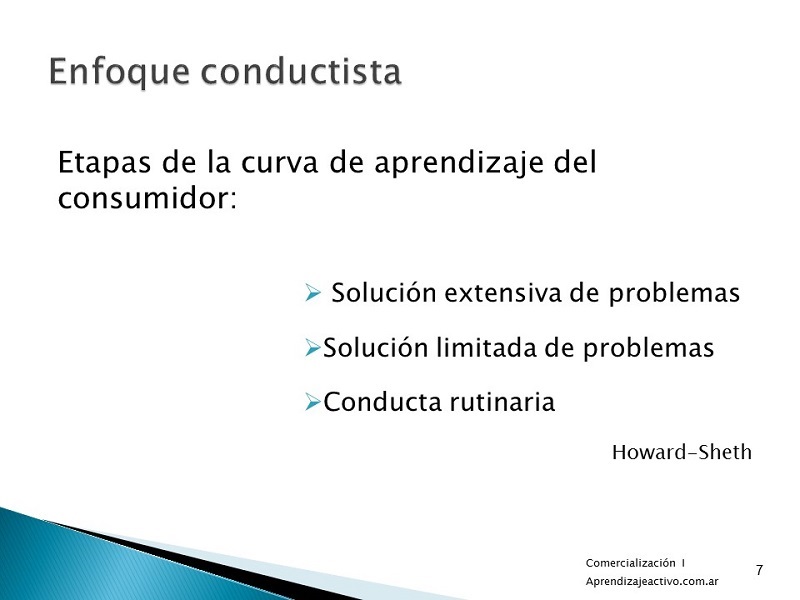 Enfoque conductista
Etapas de la curva de aprendizaje del
consumidor:
Solución extensiva de problemas
Solución limitada de problemas
Conducta rutinaria
Howard-Sheth
Comercialización I
Aprendizajeactivo.com.ar
7